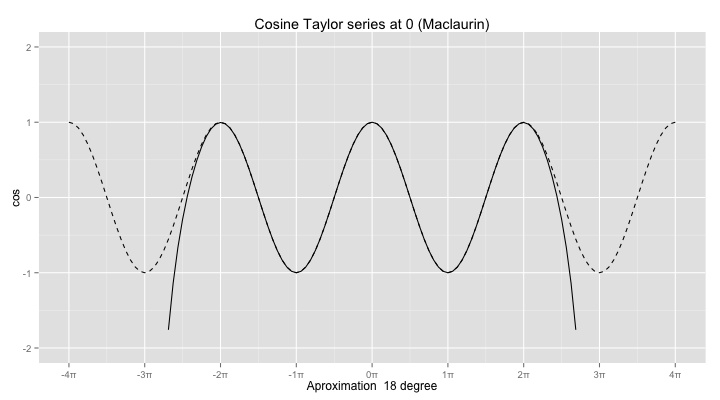 Cosine Taylor series at 0 (Maclaurin)
2
1
0
-1
-2
cos
-4π -3π -2π -1π 0π 1π 2π 3π 4π
Aproximation  18 degree